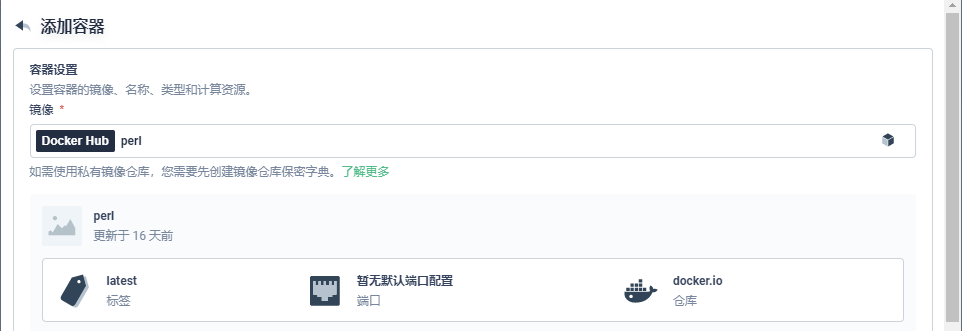 添加容器
容器设置
设置容器的镜像、名称、类型和计算资源。
镜像 *
Docker Hub perl
如需使用私有镜像仓库，您需要先创建镜像仓库保密字典。了解更多
perl
更新于 16 天前
latest 暂无默认端口配置 docker.io
标签 端口 仓库